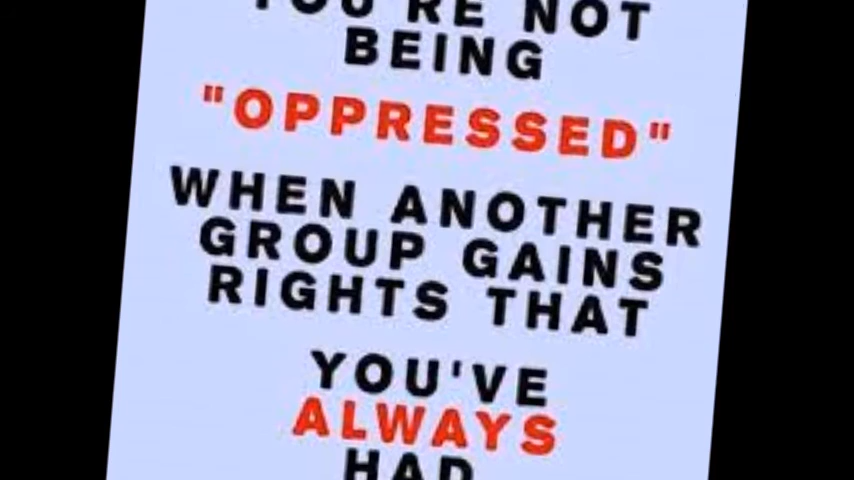 YOU'RE NOT
BEING
"OPPRESSED"
WHEN ANOTHER
GROUP GAINS
RIGHTS THAT
YOU'VE
ALWAYS
HAD